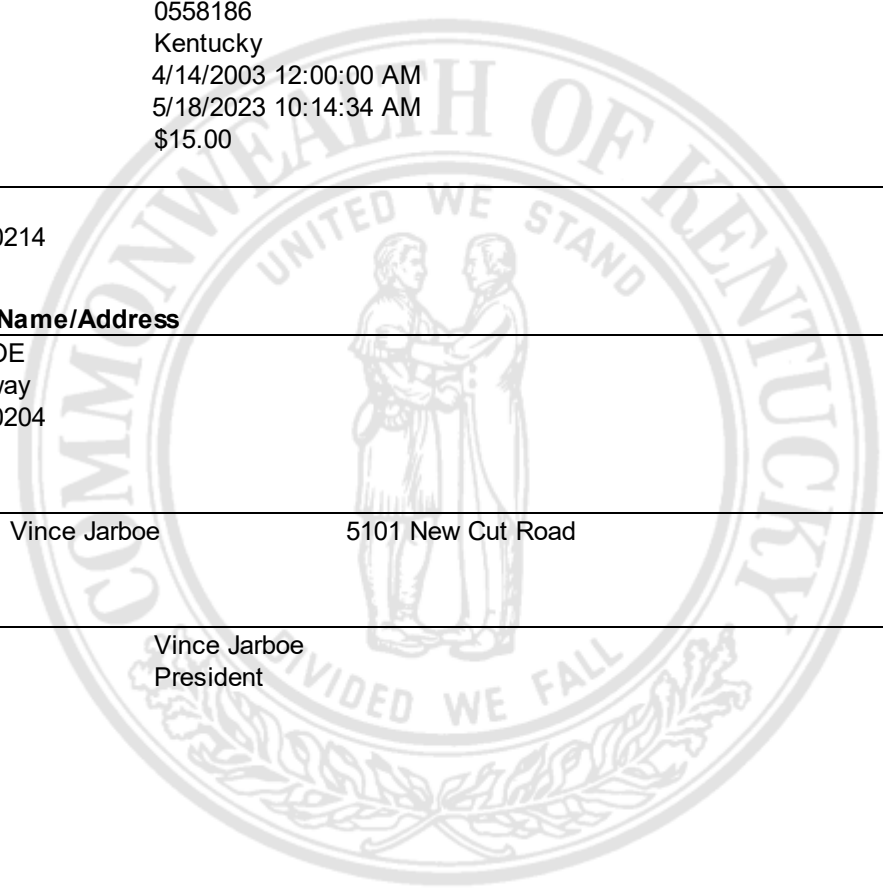 0558186
Kentucky
4/14/2003 12:00:00 AM
5/18/2023 10:14:34 AM
$15.00
0214
Name/Address
OE
way
0204
Vince Jarboe 5101 New Cut Road
Vince Jarboe
President
COMMONWEALTH OF KENTUCKY
UNITED WE STAND
DIVIDED WE FALL